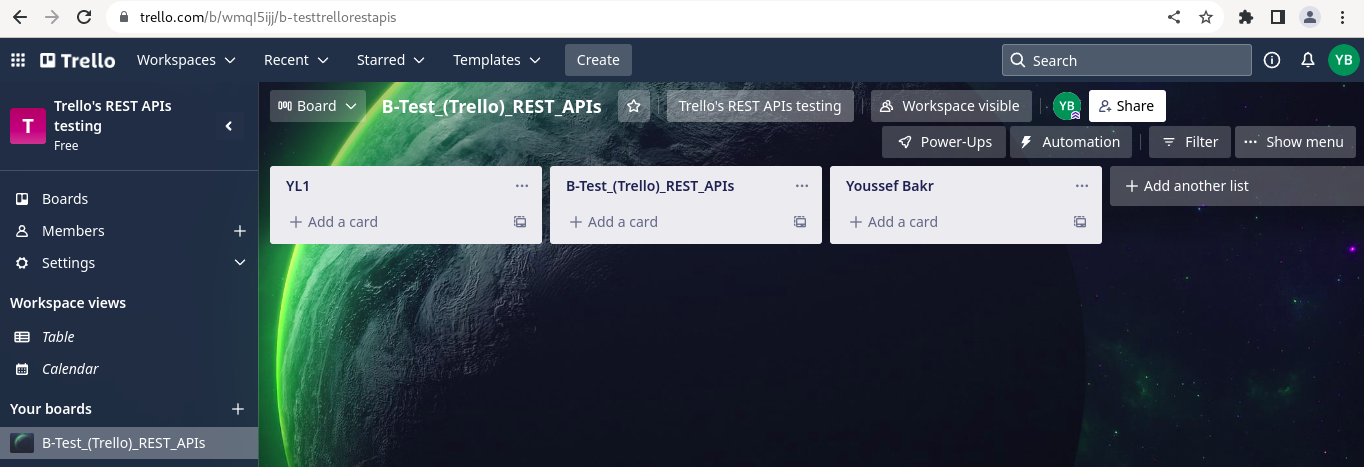 trello.com/b/wmqI5ijj/b-testtrellorestapis
Trello Workspaces Recent Starred Templates Create Search YB
Trello's REST APIs testing
Free
T
Board B-Test_(Trello)_REST_APIs Trello's REST APIs testing Workspace visible YB Share
Power-Ups Automation Filter Show menu
Boards
Members
Settings
Workspace views
Table
Calendar
Your boards
B-Test_(Trello)_REST_APIs
YL1
Add a card
B-Test_(Trello)_REST_APIs
Add a card
Youssef Bakr
Add a card
Add another list